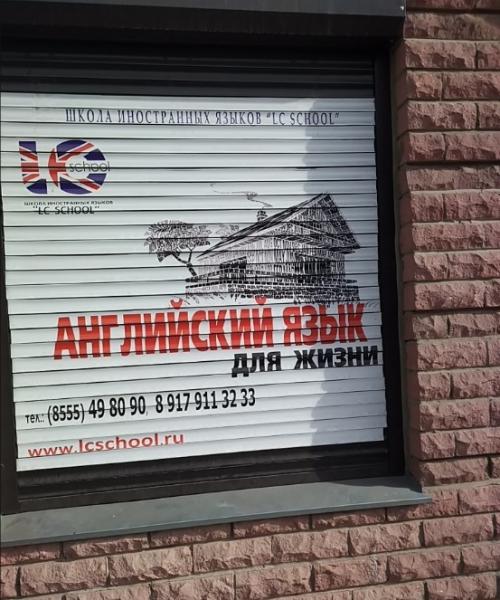 ШКОЛА ИНОСТРАННЫХ ЯЗЫКОВ "LC SCHOOL"
LC school
ШКОЛА ИНОСТРАННЫХ ЯЗЫКОВ
"LC SCHOOL"
АНГЛИЙСКИЙ ЯЗЫК
ДЛЯ ЖИЗНИ
тел.: (8555) 49 80 90, 8 917 911 32 33
www.lcschool.ru